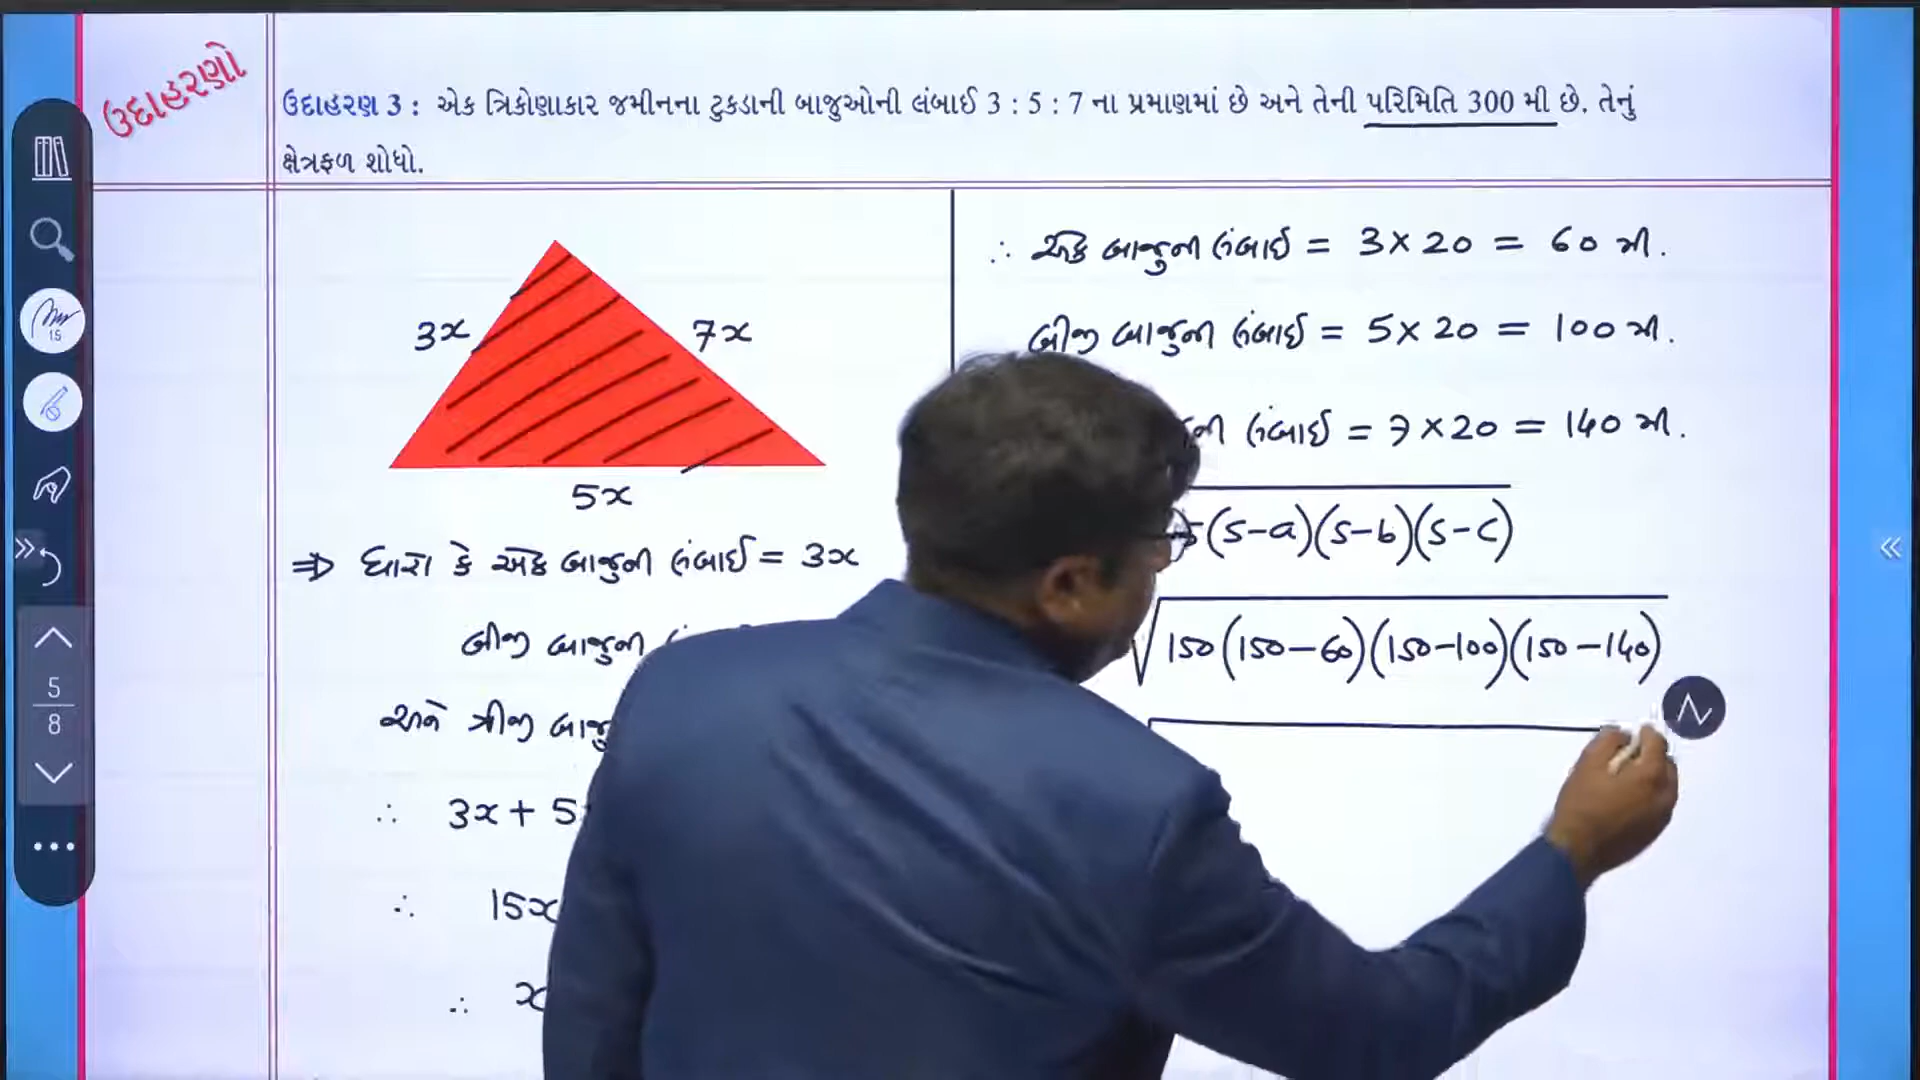 ઉદાહરણો
ઉદાહરણ 3 : એક ત્રિકોણાકાર જમીનના ટુકડાની બાજુઓની લંબાઈ 3 : 5 : 7 ના પ્રમાણમાં છે અને તેની પરિમિતિ 300 મી છે. તેનું
ક્ષેત્રફળ શોધો.
3x
7x
5x
⇒ ધારો કે એક બાજુની લંબાઈ = 3x
બીજી બાજુની
અને ત્રીજી બાજુ
∴ 3x + 5
∴ 15x
∴ x
∴ એક બાજુની લંબાઈ = 3 × 20 = 60 મી.
બીજી બાજુની લંબાઈ = 5 × 20 = 100 મી.
ની લંબાઈ = 7 × 20 = 140 મી.
(s-a)(s-b)(s-c)
√150(150-60)(150-100)(150-140)
15
5
8